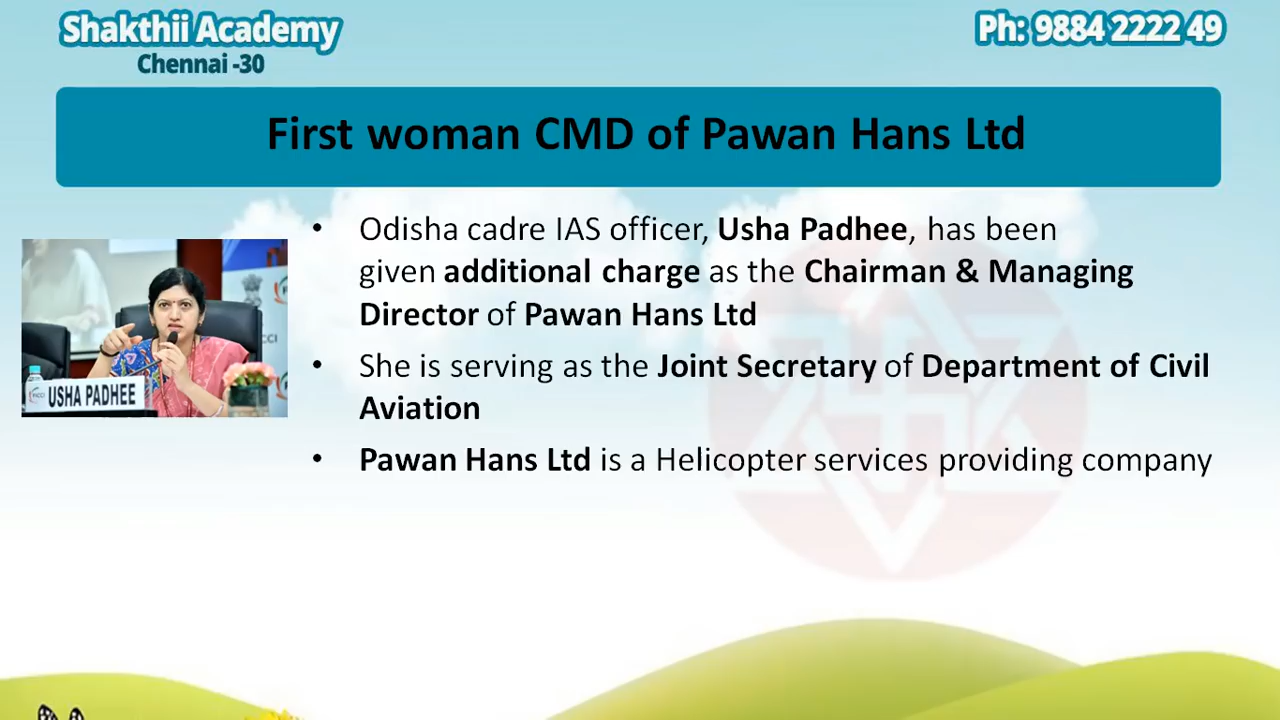 Shakthii Academy
Chennai -30
Ph: 9884 2222 49
First woman CMD of Pawan Hans Ltd
• Odisha cadre IAS officer, Usha Padhee, has been
given additional charge as the Chairman & Managing
Director of Pawan Hans Ltd
• She is serving as the Joint Secretary of Department of Civil
Aviation
• Pawan Hans Ltd is a Helicopter services providing company
USHA PADHEE